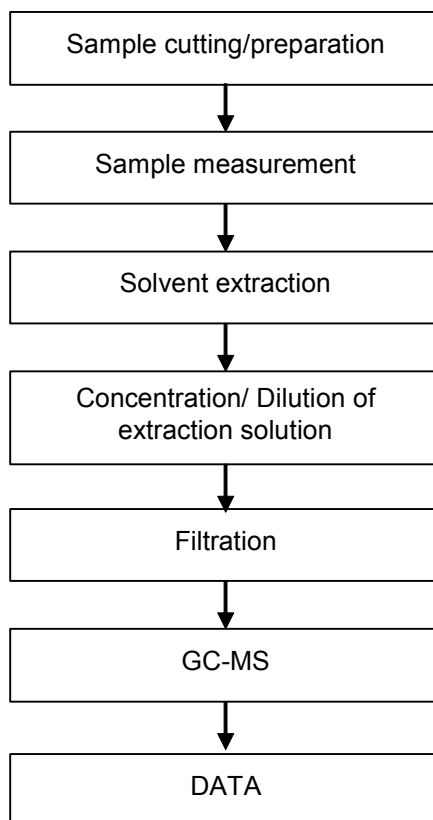 Sample cutting/preparation
Sample measurement
Solvent extraction
Concentration/ Dilution of
extraction solution
Filtration
GC-MS
DATA